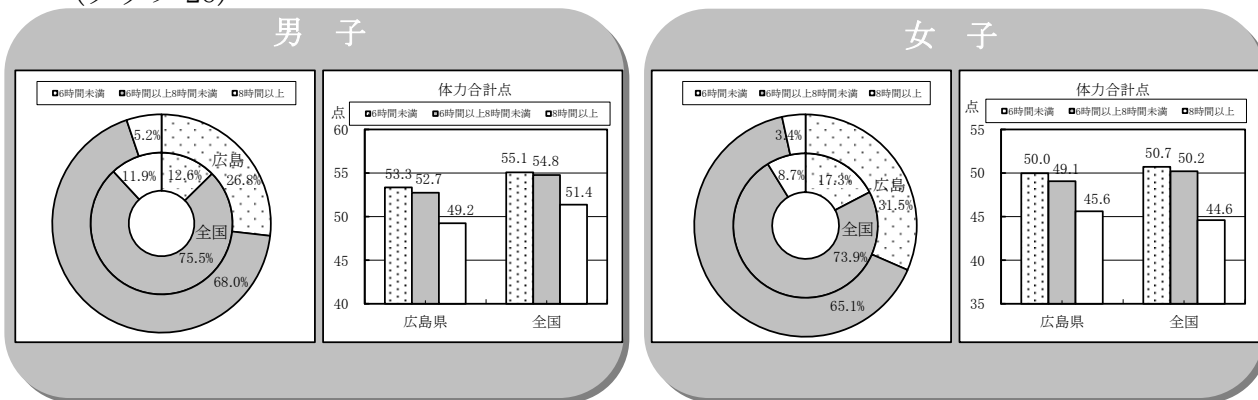 男 子
□6時間未満 ■6時間以上8時間未満 □8時間以上
5.2%
12.6%
11.9%
広島
26.8%
全国
75.5%
68.0%
体力合計点
点
□6時間未満 ■6時間以上8時間未満 □8時間以上
60
55
50
45
40
53.3
52.7
49.2
55.1
54.8
51.4
広島県
全国
女 子
□6時間未満 ■6時間以上8時間未満 □8時間以上
3.4%
8.7%
17.3%
広島
31.5%
全国
73.9%
65.1%
体力合計点
点
□6時間未満 ■6時間以上8時間未満 □8時間以上
55
50
45
40
35
50.0
49.1
45.6
50.7
50.2
44.6
広島県
全国